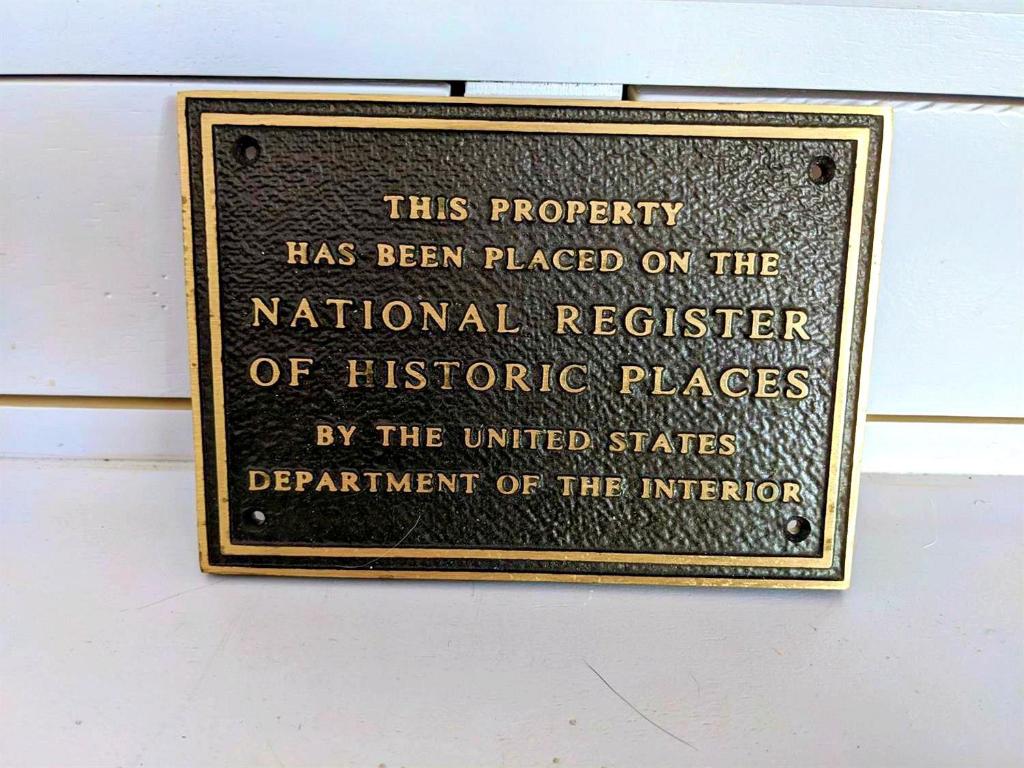 THIS PROPERTY
HAS BEEN PLACED ON THE
NATIONAL REGISTER
OF HISTORIC PLACES
BY THE UNITED STATES
DEPARTMENT OF THE INTERIOR